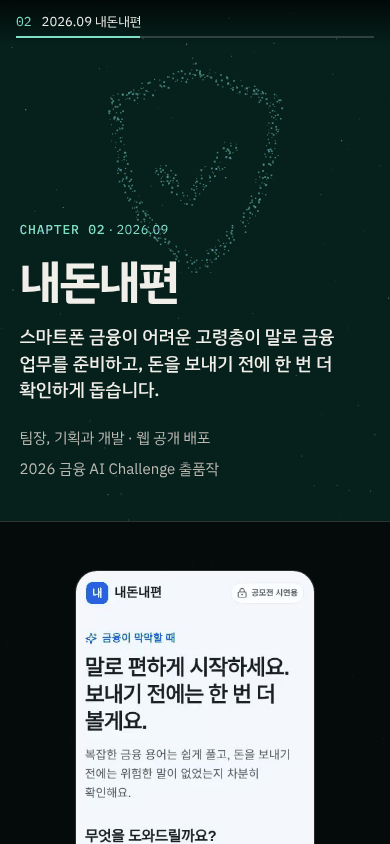 02 2026.09 내돈내편
CHAPTER 02 · 2026.09
내돈내편
스마트폰 금융이 어려운 고령층이 말로 금융
업무를 준비하고, 돈을 보내기 전에 한 번 더
확인하게 돕습니다.
팀장, 기획과 개발 · 웹 공개 배포
2026 금융 AI Challenge 출품작
내 내돈내편
공모전 시연용
금융이 막막할 때
말로 편하게 시작하세요.
보내기 전에는 한 번 더
볼게요.
복잡한 금융 용어는 쉽게 풀고, 돈을 보내기
전에는 위험한 말이 없었는지 차분히
확인해요.
무엇을 도와드릴까요?